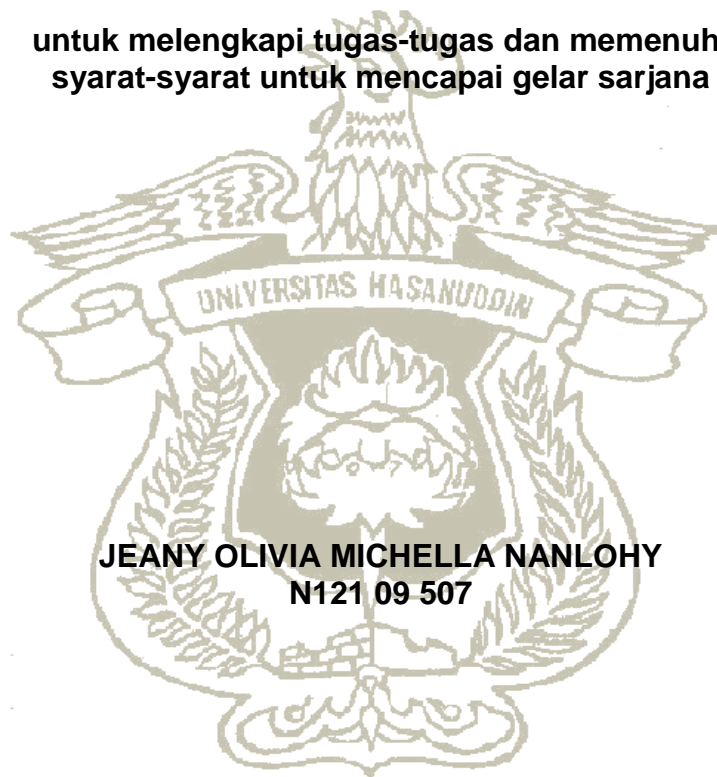 untuk melengkapi tugas-tugas dan memenuh
syarat-syarat untuk mencapai gelar sarjana
UNIVERSITAS HASANUDDIN
JEANY OLIVIA MICHELLA NANLOHY
N121 09 507